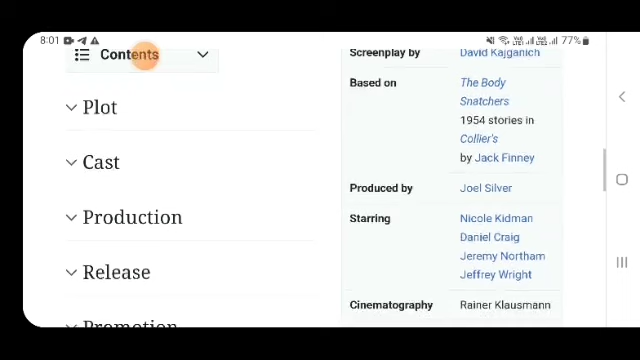 8:01
77%
Contents
Plot
Cast
Production
Release
Promotion
Screenplay by David Kajganich
Based on The Body
Snatchers
1954 stories in
Collier's
by Jack Finney
Produced by Joel Silver
Starring Nicole Kidman
Daniel Craig
Jeremy Northam
Jeffrey Wright
Cinematography Rainer Klausmann